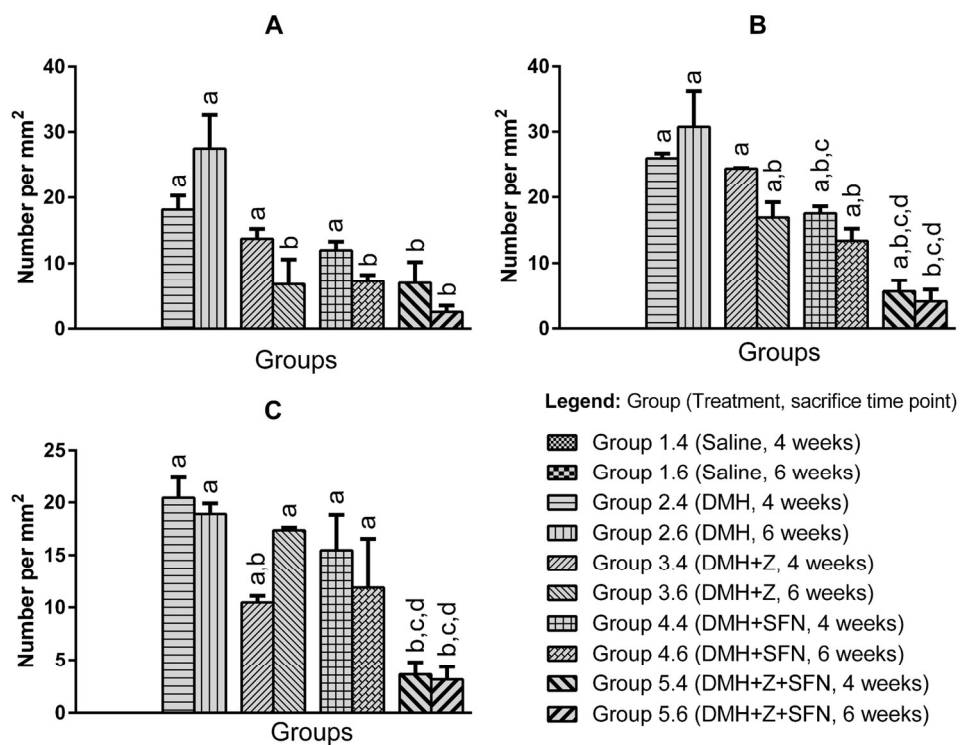 A
Number per mm²
40
30
20
10
0
a
a
a
b
a
b
b
b
Groups
B
Number per mm²
40
30
20
10
0
a
a
a
a,b
a,b,c
a,b
a,b,c,d
b,c,d
Groups
C
Number per mm²
25
20
15
10
5
0
a
a
a,b
a
a
a
b,c,d
b,c,d
Groups
Legend: Group (Treatment, sacrifice time point)
Group 1.4 (Saline, 4 weeks)
Group 1.6 (Saline, 6 weeks)
Group 2.4 (DMH, 4 weeks)
Group 2.6 (DMH, 6 weeks)
Group 3.4 (DMH+Z, 4 weeks)
Group 3.6 (DMH+Z, 6 weeks)
Group 4.4 (DMH+SFN, 4 weeks)
Group 4.6 (DMH+SFN, 6 weeks)
Group 5.4 (DMH+Z+SFN, 4 weeks)
Group 5.6 (DMH+Z+SFN, 6 weeks)